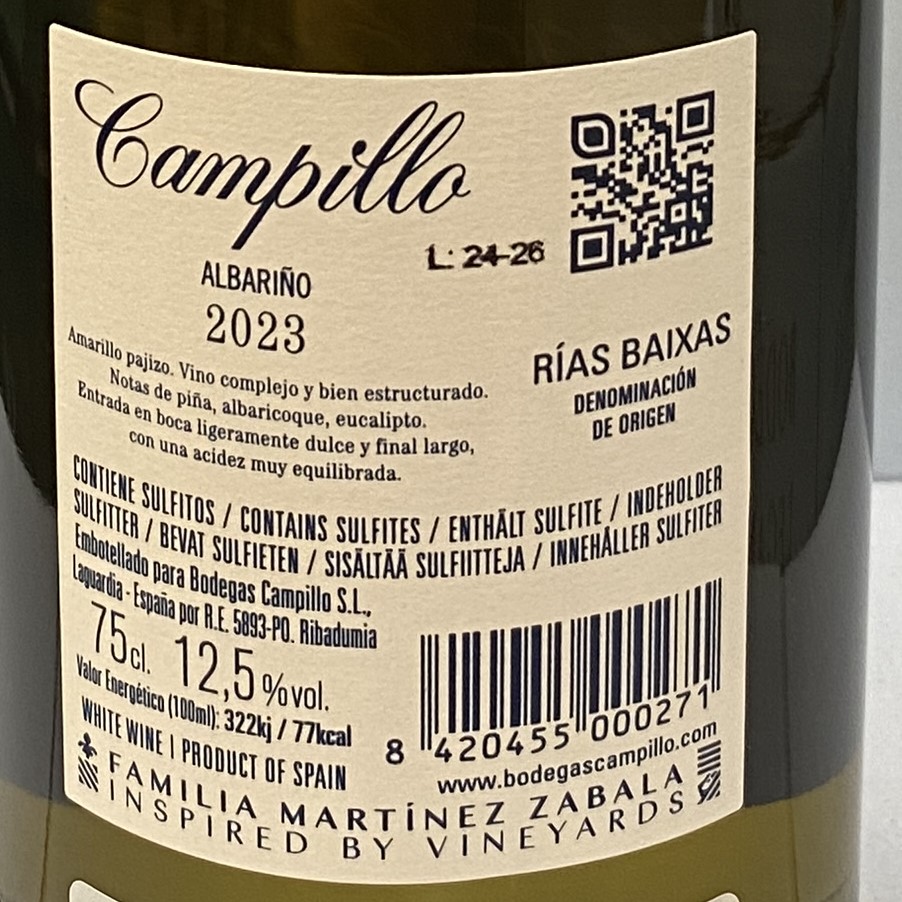 Campillo
L: 24-26
ALBARIÑO
2023
Amarillo pajizo. Vino complejo y bien estructurado.
Notas de piña, albaricoque, eucalipto.
Entrada en boca ligeramente dulce y final largo,
con una acidez muy equilibrada.
RÍAS BAIXAS
DENOMINACIÓN
DE ORIGEN
CONTIENE SULFITOS / CONTAINS SULFITES / ENTHÄLT SULFITE / INDEHOLDER
SULFITTER / BEVAT SULFIETEN / SISÄLTÄÄ SULFIITTEJA / INNEHÅLLER SULFITER
Embotellado para Bodegas Campillo S.L.,
Laguardia - España por R.E. 5893-PO. Ribadumia
75cl. 12,5%vol.
Valor Energético (100ml): 322kj / 77kcal
WHITE WINE | PRODUCT OF SPAIN
8 420455 000271
www.bodegascampillo.com
FAMILIA MARTÍNEZ ZABALA
INSPIRED BY VINEYARDS